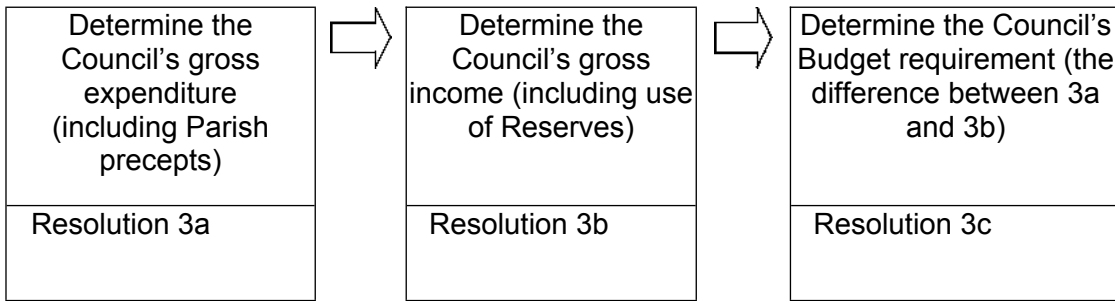 Determine the
Council’s gross
expenditure
(including Parish
precepts)
Resolution 3a
Determine the
Council’s gross
income (including use
of Reserves)
Resolution 3b
Determine the Council’s
Budget requirement (the
difference between 3a
and 3b)
Resolution 3c